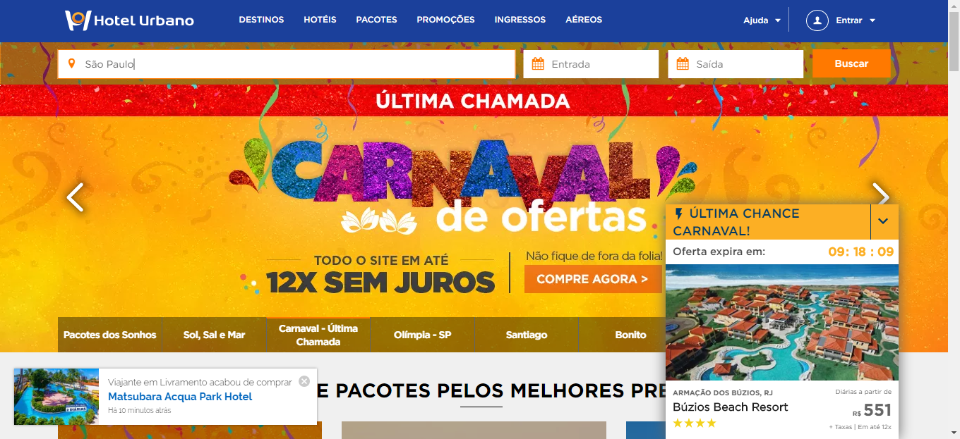 Hotel Urbano
DESTINOS HOTÉIS PACOTES PROMOÇÕES INGRESSOS AÉREOS
Ajuda Entrar
São Paulo Entrada Saída Buscar
ÚLTIMA CHAMADA
CARNAVAL
de ofertas
TODO O SITE EM ATÉ
12X SEM JUROS
Não fique de fora da folia!
COMPRE AGORA >
Pacotes dos Sonhos Sol, Sal e Mar Carnaval - Última Chamada Olímpia - SP Santiago Bonito
ÚLTIMA CHANCE
CARNAVAL!
Oferta expira em: 09: 18 : 09
ARMAÇÃO DOS BÚZIOS, RJ
Búzios Beach Resort
Diárias a partir de
R$ 551
+ Taxas | Em até 12x
E PACOTES PELOS MELHORES PRE
Viajante em Livramento acabou de comprar
Matsubara Acqua Park Hotel
Há 10 minutos atrás